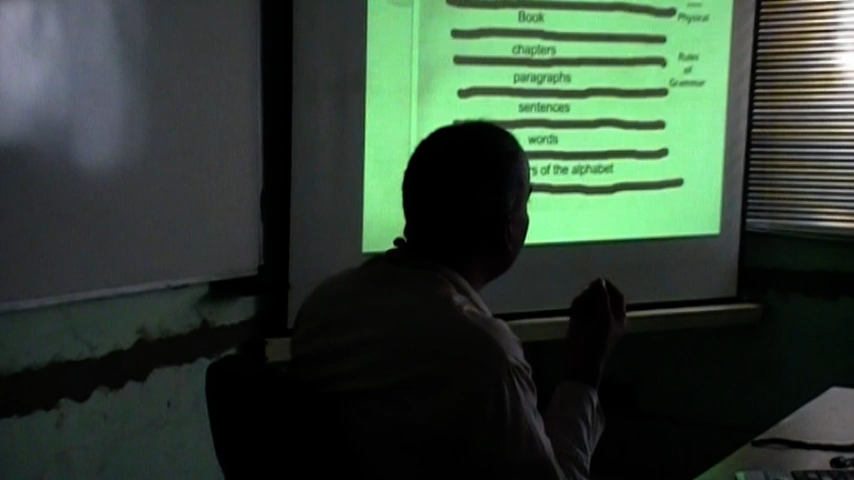 Book
Physical
chapters
Rules
of
Grammar
paragraphs
sentences
words
of the alphabet